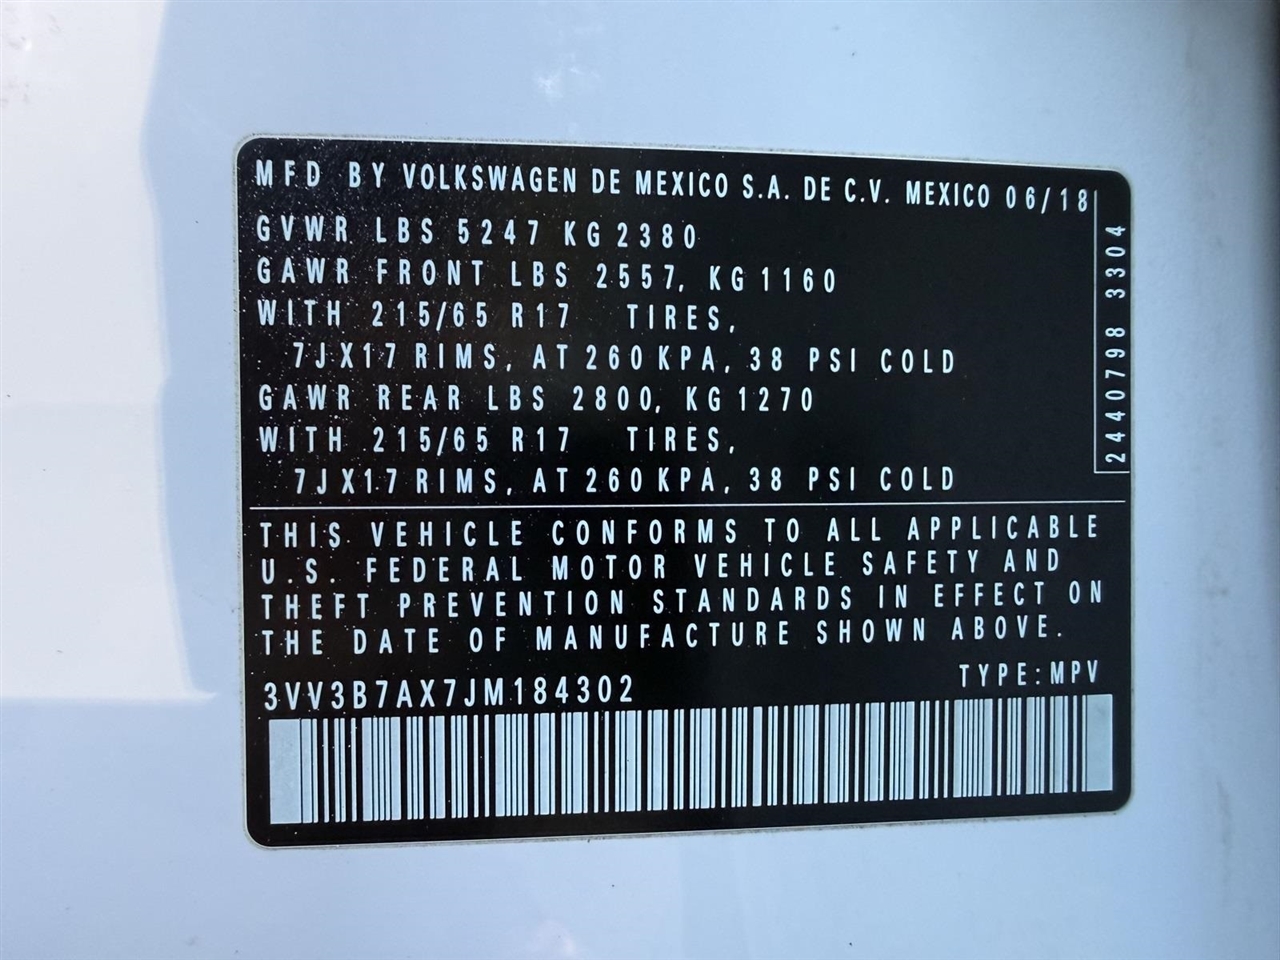 MFD BY VOLKSWAGEN DE MEXICO S.A. DE C.V. MEXICO 06/18
GVWR LBS 5247 KG 2380
GAWR FRONT LBS 2557, KG 1160
WITH 215/65 R17 TIRES,
7JX17 RIMS, AT 260 KPA, 38 PSI COLD
GAWR REAR LBS 2800, KG 1270
WITH 215/65 R17 TIRES,
7JX17 RIMS, AT 260 KPA, 38 PSI COLD
2440798 3304
THIS VEHICLE CONFORMS TO ALL APPLICABLE
U.S. FEDERAL MOTOR VEHICLE SAFETY AND
THEFT PREVENTION STANDARDS IN EFFECT ON
THE DATE OF MANUFACTURE SHOWN ABOVE.
3VV3B7AX7JM184302 TYPE:MPV